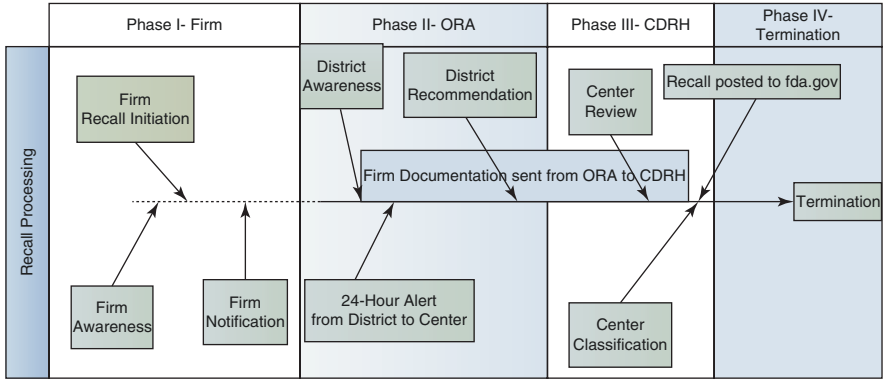 Phase I- Firm
Phase II- ORA
Phase III- CDRH
Phase IV-
Termination
Recall Processing
Firm
Recall Initiation
District
Awareness
District
Recommendation
Center
Review
Recall posted to fda.gov
Firm Documentation sent from ORA to CDRH
Termination
Firm
Awareness
Firm
Notification
24-Hour Alert
from District to Center
Center
Classification